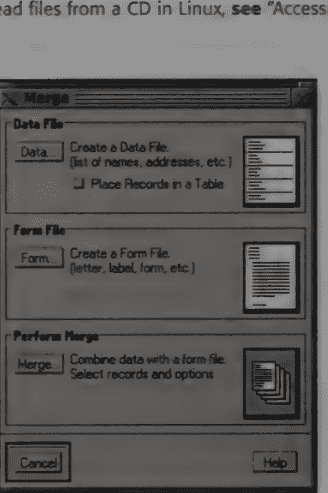 ead files from a CD in Linux, see "Access
Merge
Data File
Data... Create a Data File.
(list of names, addresses, etc.)
Place Records in a Table
Form File
Form... Create a Form File.
(letter, label, form, etc.)
Perform Merge
Merge... Combine data with a form file.
Select records and options
Cancel Help